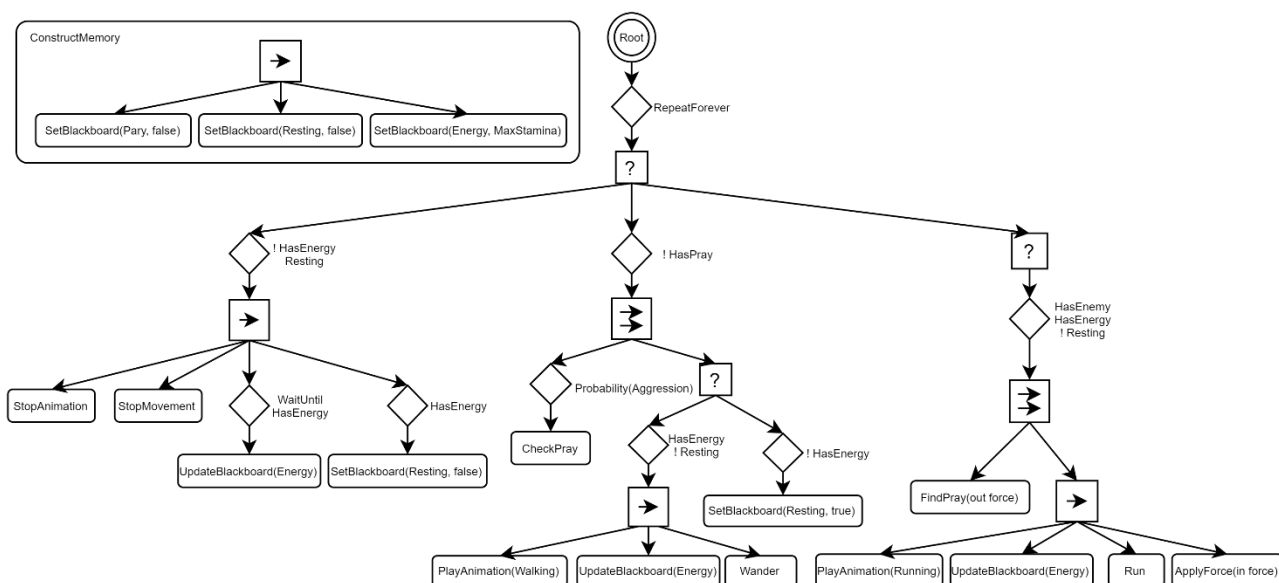 ConstructMemory
SetBlackboard(Pary, false)
SetBlackboard(Resting, false)
SetBlackboard(Energy, MaxStamina)
Root
RepeatForever
?
! HasEnergy
Resting
! HasPray
?
HasEnemy
HasEnergy
! Resting
StopAnimation
StopMovement
WaitUntil
HasEnergy
HasEnergy
UpdateBlackboard(Energy)
SetBlackboard(Resting, false)
Probability(Aggression)
?
CheckPray
HasEnergy
! Resting
! HasEnergy
SetBlackboard(Resting, true)
PlayAnimation(Walking)
UpdateBlackboard(Energy)
Wander
FindPray(out force)
PlayAnimation(Running)
UpdateBlackboard(Energy)
Run
ApplyForce(in force)